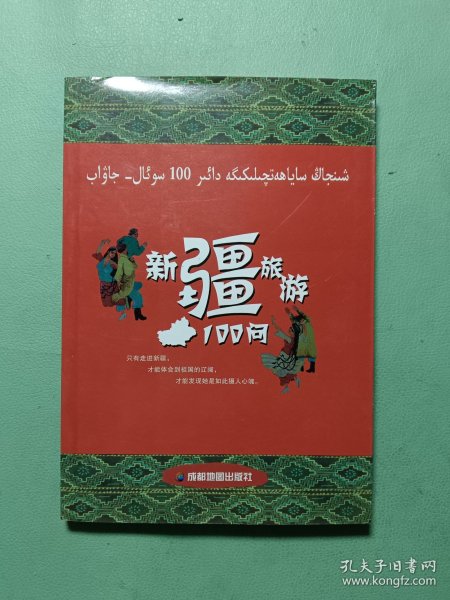 شىنجاڭ ساياھەتچىلىكىگە دائىر 100 سوئال- جاۋاب
新疆旅游
100问
只有走进新疆，
才能体会到祖国的辽阔，
才能发现她是如此摄人心魄。
成都地图出版社
孔夫子旧书网
www.kongfz.com